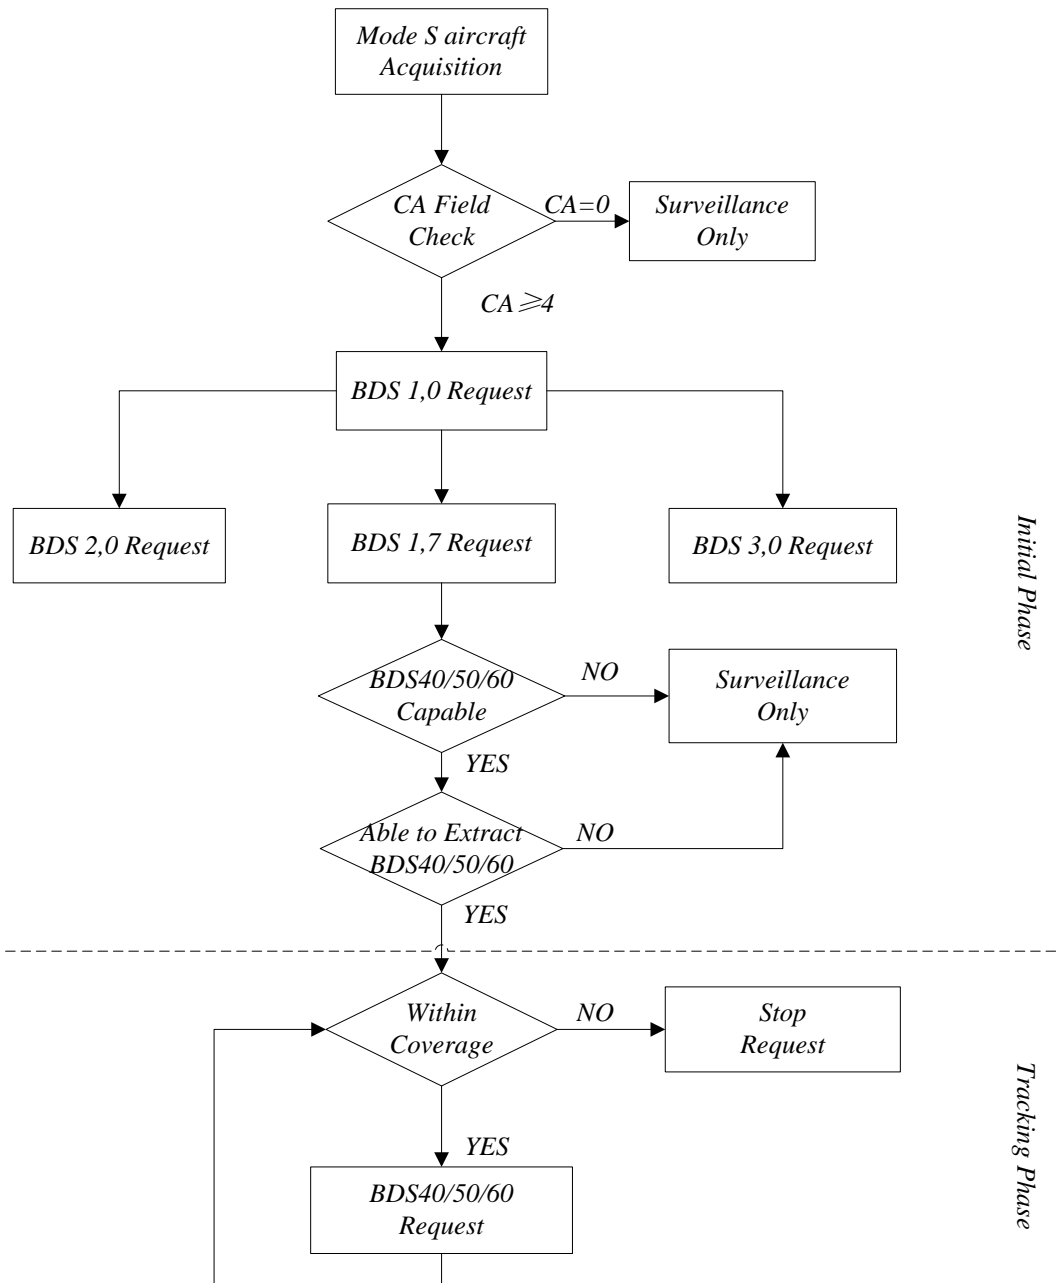 Mode S aircraft
Acquisition
CA Field
Check
CA=0
Surveillance
Only
CA⩾4
BDS 1,0 Request
BDS 2,0 Request
BDS 1,7 Request
BDS 3,0 Request
Initial Phase
BDS40/50/60
Capable
NO
Surveillance
Only
YES
Able to Extract
BDS40/50/60
NO
YES
Within
Coverage
NO
Stop
Request
Tracking Phase
YES
BDS40/50/60
Request